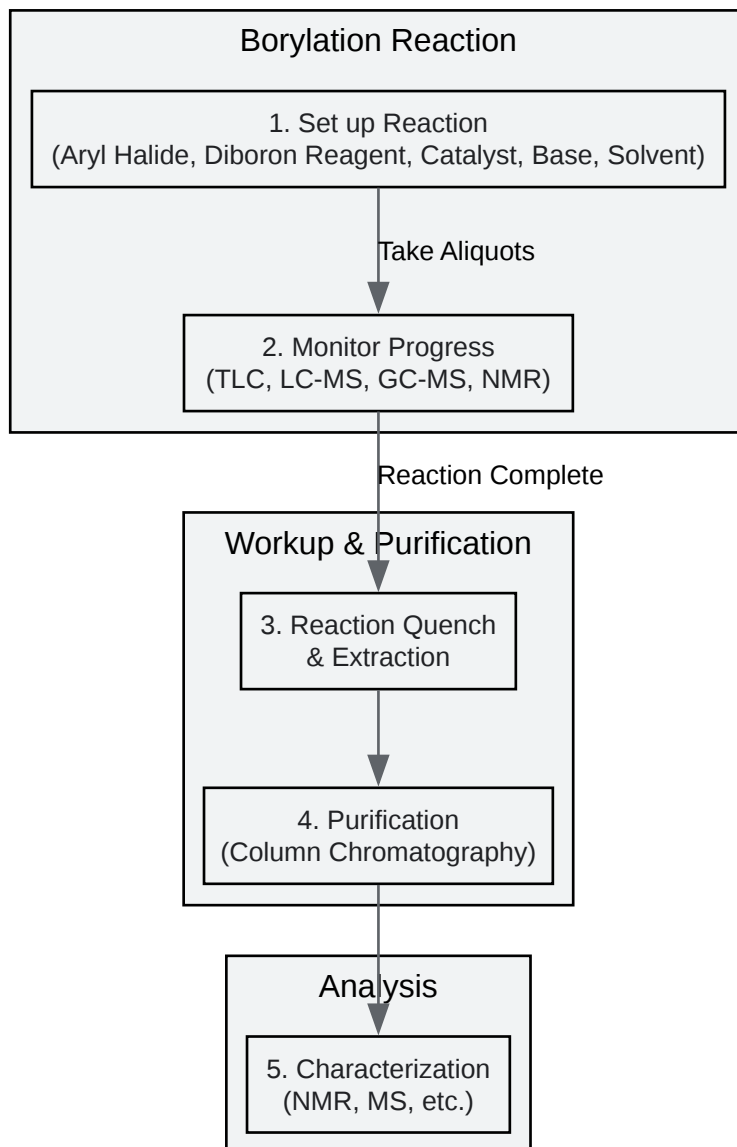 Borylation Reaction
1. Set up Reaction
(Aryl Halide, Diboron Reagent, Catalyst, Base, Solvent)
Take Aliquots
2. Monitor Progress
(TLC, LC-MS, GC-MS, NMR)
Reaction Complete
Workup & Purification
3. Reaction Quench
& Extraction
4. Purification
(Column Chromatography)
Analysis
5. Characterization
(NMR, MS, etc.)